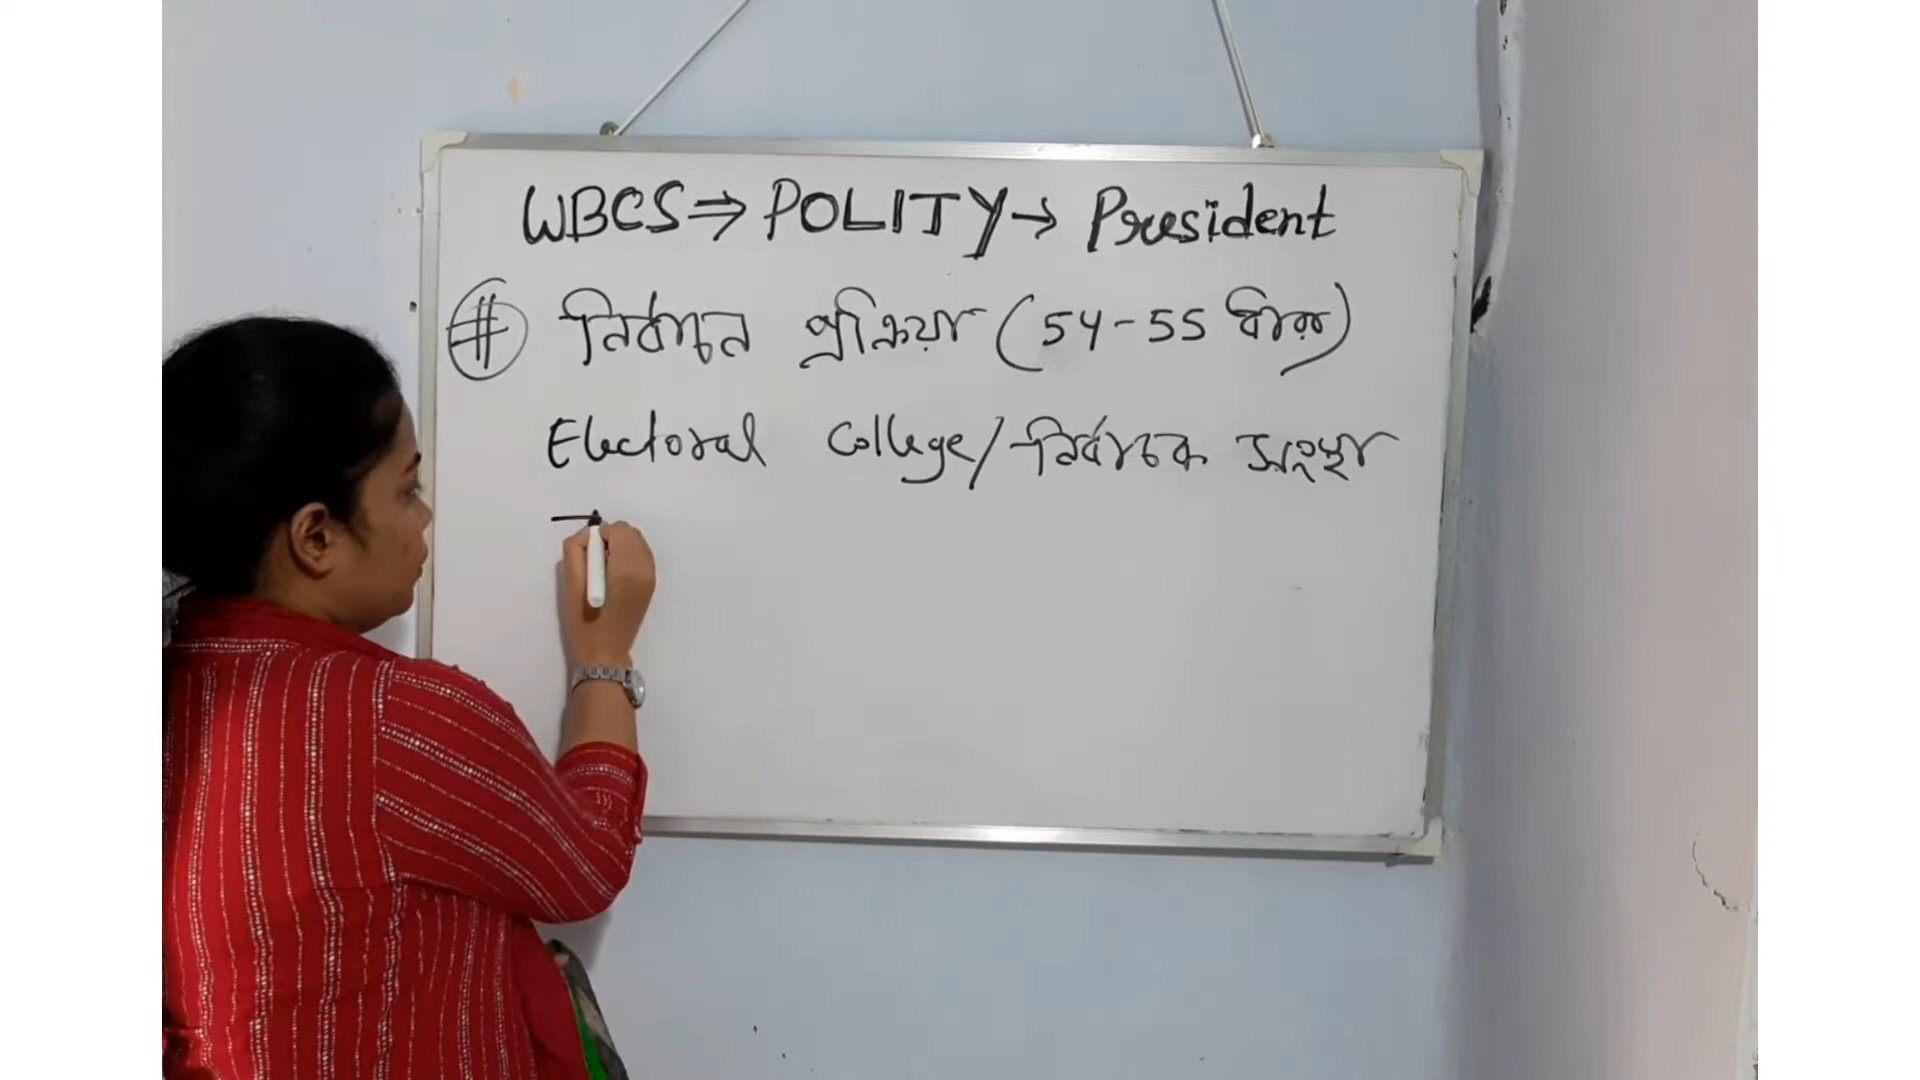 WBCS ⇒ POLITY → President
# নির্বাচন প্রক্রিয়া (54-55 ধারা)
Electoral College/নির্বাচক সংস্থা